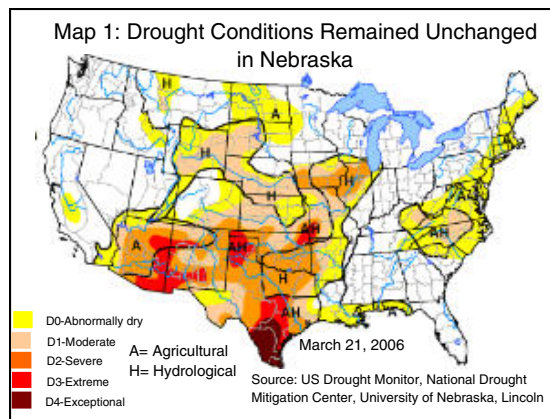 Map 1: Drought Conditions Remained Unchanged
in Nebraska
H
A
H
H
H
A
AH
AH
H
AH
AH
A
A
D0-Abnormally dry
D1-Moderate
D2-Severe
D3-Extreme
D4-Exceptional
A= Agricultural
H= Hydrological
March 21, 2006
Source: US Drought Monitor, National Drought
Mitigation Center, University of Nebraska, Lincoln